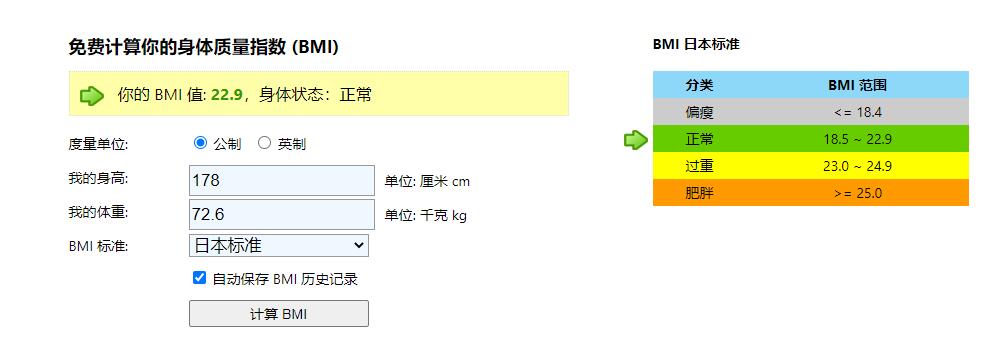 免费计算你的身体质量指数 (BMI)
你的 BMI 值: 22.9，身体状态：正常
度量单位: 公制 英制
我的身高: 178 单位: 厘米 cm
我的体重: 72.6 单位: 千克 kg
BMI 标准: 日本标准
自动保存 BMI 历史记录
计算 BMI
BMI 日本标准
分类 BMI 范围
偏瘦 <= 18.4
正常 18.5 ~ 22.9
过重 23.0 ~ 24.9
肥胖 >= 25.0